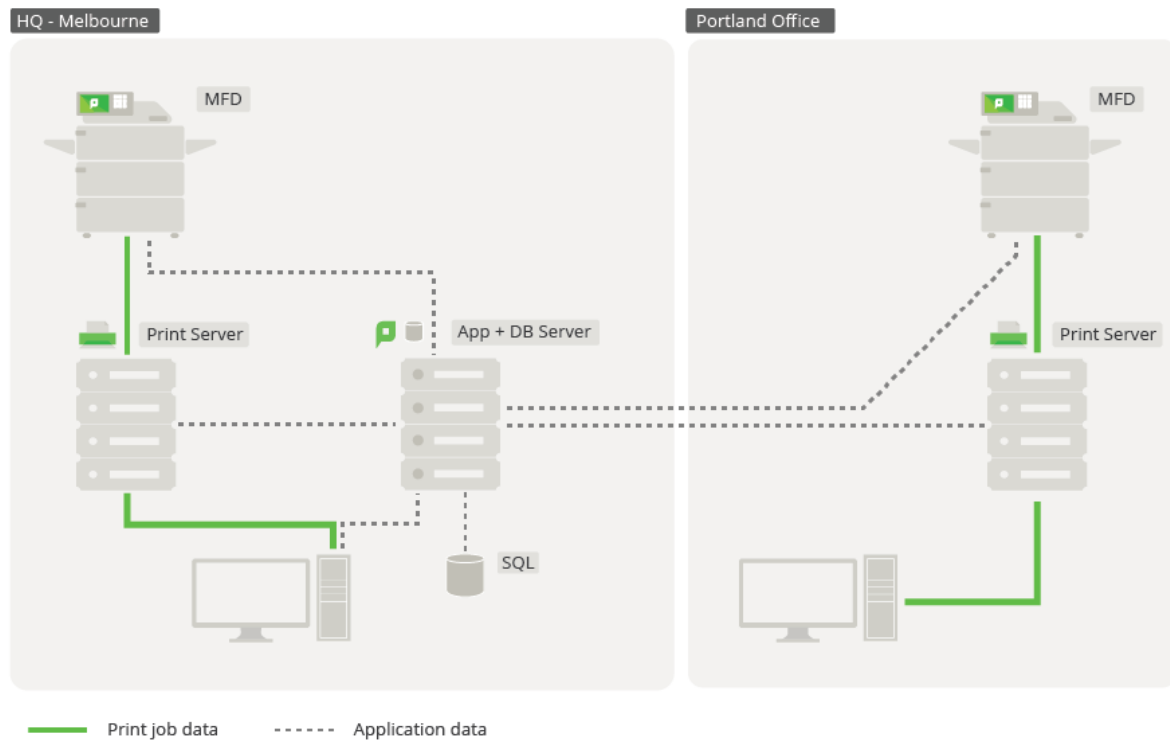 HQ - Melbourne
Portland Office
MFD
MFD
Print Server
App + DB Server
Print Server
SQL
Print job data
Application data